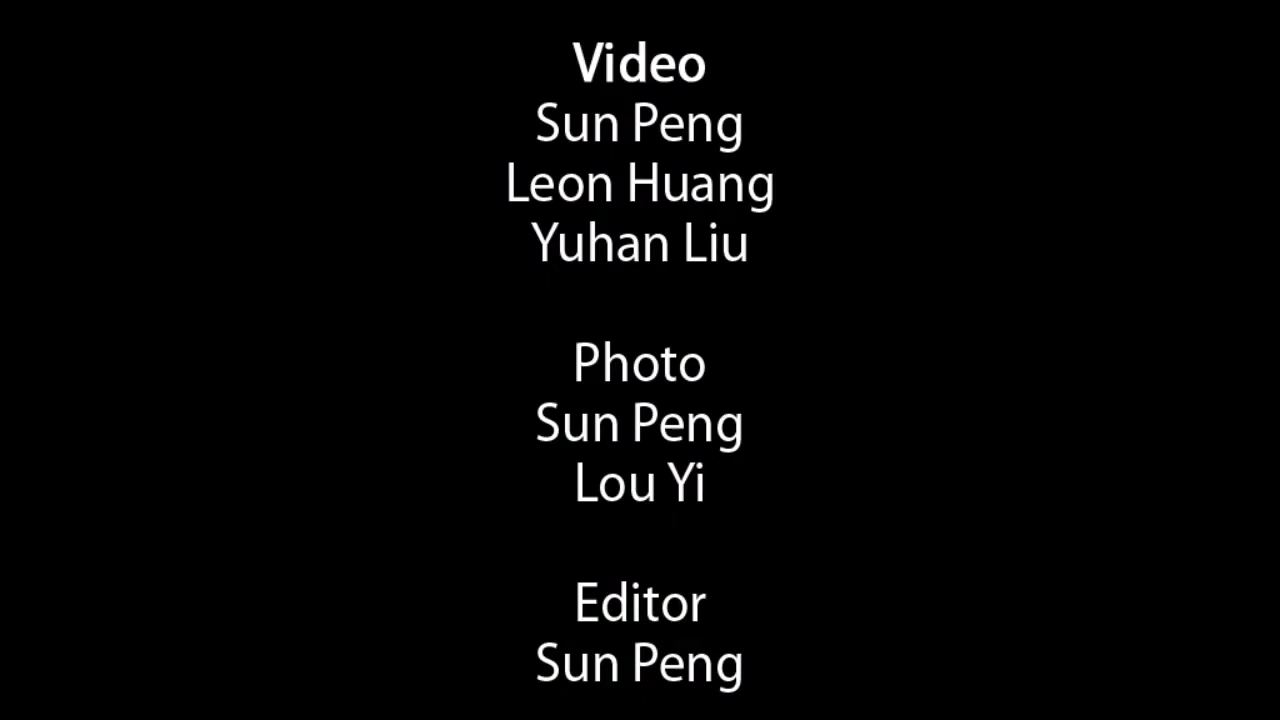 Video
Sun Peng
Leon Huang
Yuhan Liu
Photo
Sun Peng
Lou Yi
Editor
Sun Peng